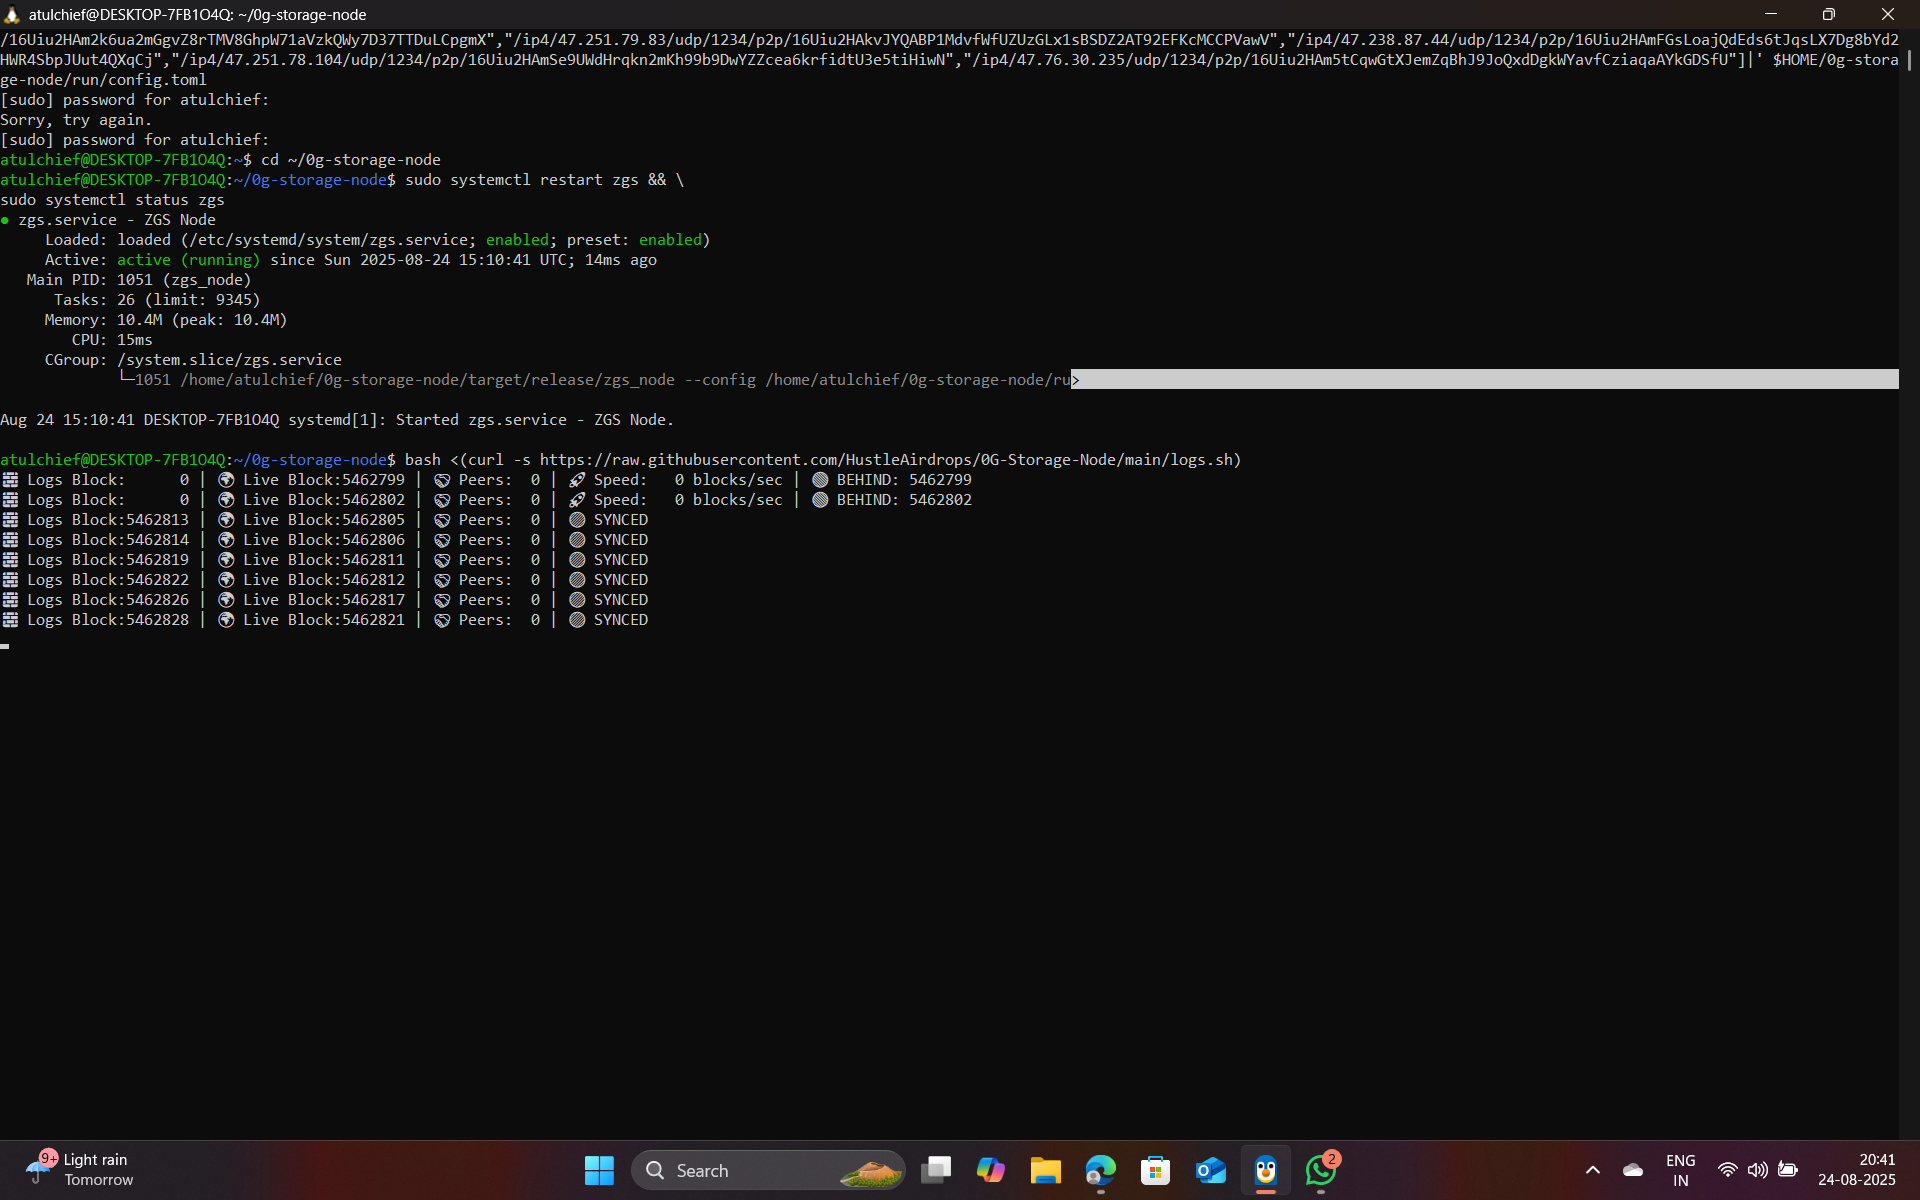 atulchief@DESKTOP-7FB1O4Q: ~/0g-storage-node
/16Uiu2HAm2k6ua2mGgvZ8rTMV8GhpW71aVzkQWy7D37TTDuLCpgmX","/ip4/47.251.79.83/udp/1234/p2p/16Uiu2HAkvJYQABP1MdvfWfUZUzGLx1sBSDZ2AT92EFKcMCCPVawV","/ip4/47.238.87.44/udp/1234/p2p/16Uiu2HAmFGsLoajQdEds6tJqsLX7Dg8bYd2
HWR4SbpJUut4QXqCj","/ip4/47.251.78.104/udp/1234/p2p/16Uiu2HAmSe9UWdHrqkn2mKh99b9DwYZZcea6krfidtU3e5tiHiwN","/ip4/47.76.30.235/udp/1234/p2p/16Uiu2HAm5tCqwGtXJemZqBhJ9JoQxdDgkWYavfCziaqaAYkGDSfU"]|' $HOME/0g-stora
ge-node/run/config.toml
[sudo] password for atulchief:
Sorry, try again.
[sudo] password for atulchief:
atulchief@DESKTOP-7FB1O4Q:~$ cd ~/0g-storage-node
atulchief@DESKTOP-7FB1O4Q:~/0g-storage-node$ sudo systemctl restart zgs && \
sudo systemctl status zgs
● zgs.service - ZGS Node
Loaded: loaded (/etc/systemd/system/zgs.service; enabled; preset: enabled)
Active: active (running) since Sun 2025-08-24 15:10:41 UTC; 14ms ago
Main PID: 1051 (zgs_node)
Tasks: 26 (limit: 9345)
Memory: 10.4M (peak: 10.4M)
CPU: 15ms
CGroup: /system.slice/zgs.service
└─1051 /home/atulchief/0g-storage-node/target/release/zgs_node --config /home/atulchief/0g-storage-node/ru>
Aug 24 15:10:41 DESKTOP-7FB1O4Q systemd[1]: Started zgs.service - ZGS Node.
atulchief@DESKTOP-7FB1O4Q:~/0g-storage-node$ bash <(curl -s https://raw.githubusercontent.com/HustleAirdrops/0G-Storage-Node/main/logs.sh)
Logs Block: 0 | Live Block:5462799 | Peers: 0 | Speed: 0 blocks/sec | BEHIND: 5462799
Logs Block: 0 | Live Block:5462802 | Peers: 0 | Speed: 0 blocks/sec | BEHIND: 5462802
Logs Block:5462813 | Live Block:5462805 | Peers: 0 | SYNCED
Logs Block:5462814 | Live Block:5462806 | Peers: 0 | SYNCED
Logs Block:5462819 | Live Block:5462811 | Peers: 0 | SYNCED
Logs Block:5462822 | Live Block:5462812 | Peers: 0 | SYNCED
Logs Block:5462826 | Live Block:5462817 | Peers: 0 | SYNCED
Logs Block:5462828 | Live Block:5462821 | Peers: 0 | SYNCED
9+
Light rain
Tomorrow
Search
2
ENG
IN
20:41
24-08-2025